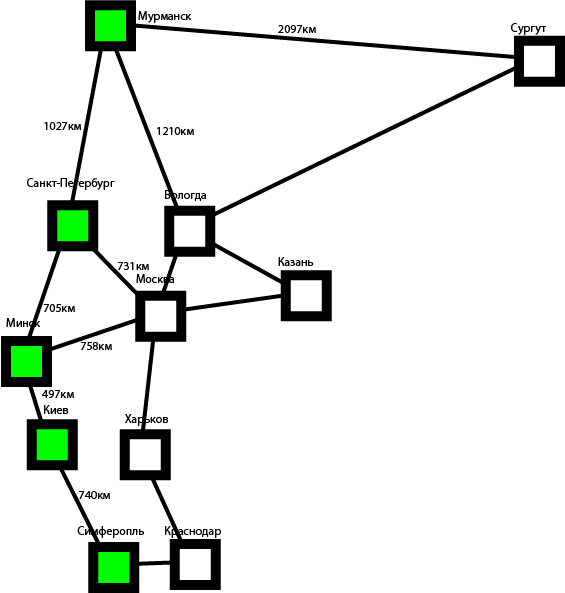 Мурманск
Сургут
2097км
1027км
1210км
Санкт-Петербург
Вологда
731км
Москва
Казань
705км
Минск
758км
497км
Киев
Харьков
740км
Симферопль
Краснодар